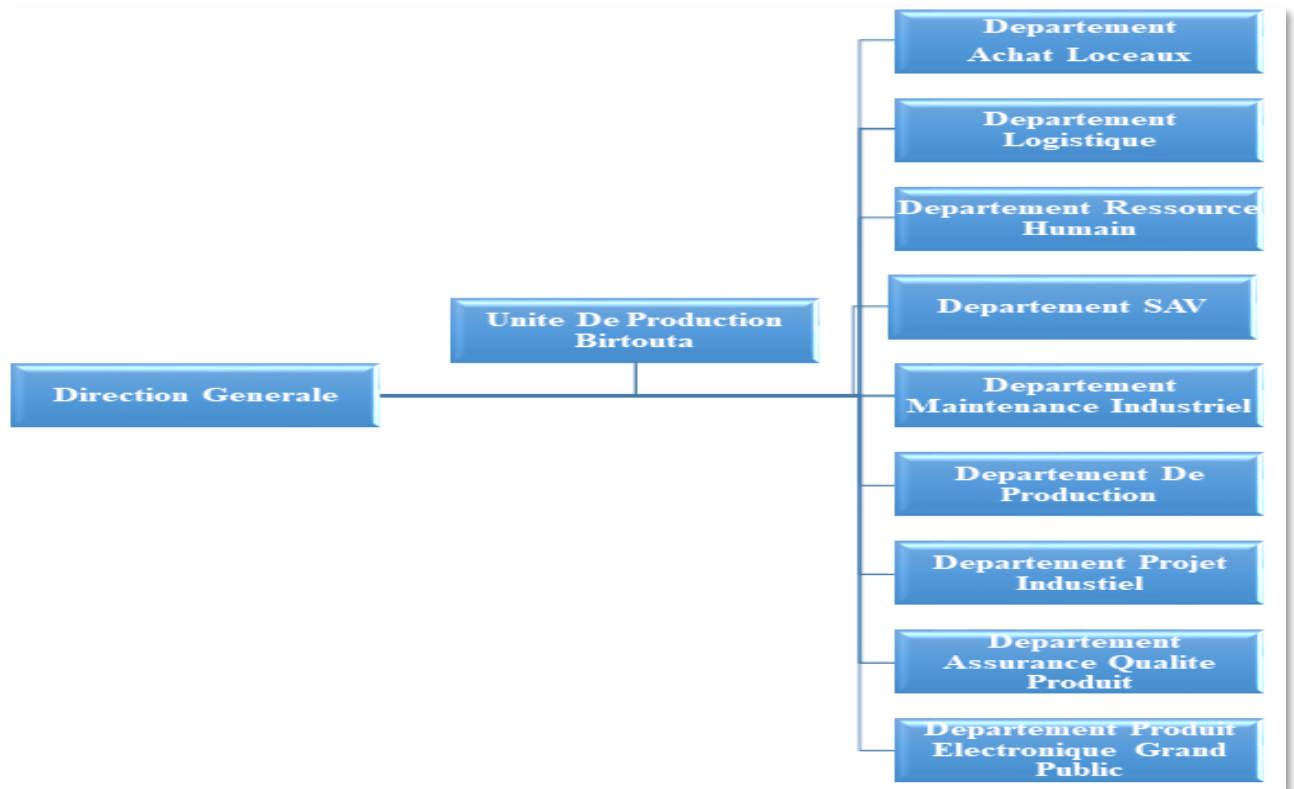 Direction Generale
Unite De Production
Birtouta
Departement
Achat Loceaux
Departement
Logistique
Departement Ressource
Humain
Departement SAV
Departement
Maintenance Industriel
Departement De
Production
Departement Projet
Industiel
Departement
Assurance Qualite
Produit
Departement Produit
Electronique Grand
Public